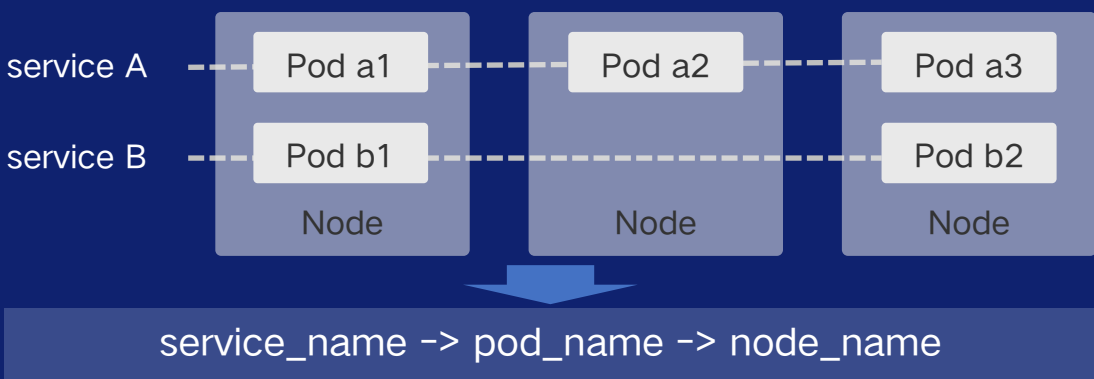 service A
Pod a1
Pod a2
Pod a3
service B
Pod b1
Pod b2
Node
Node
Node
service_name -> pod_name -> node_name